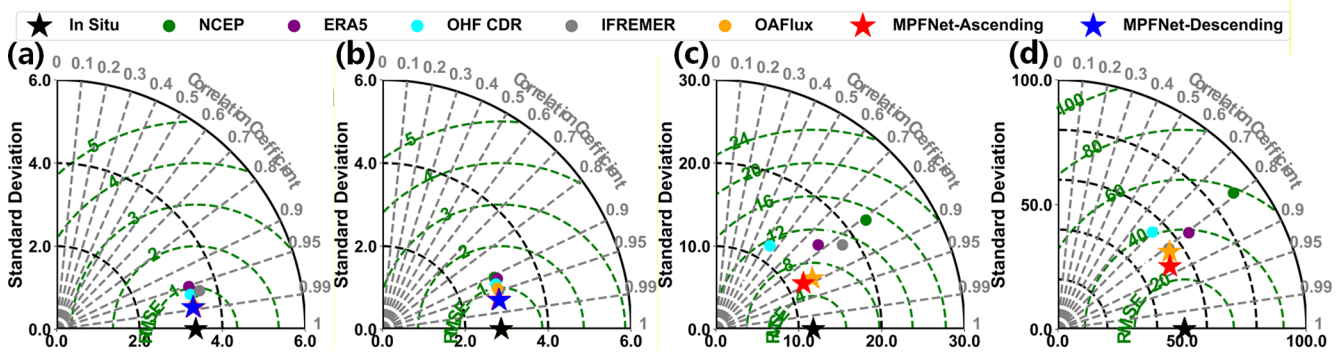 In Situ NCEP ERA5 OHF CDR IFREMER OAFlux MPFNet-Ascending MPFNet-Descending
(a)
6.0
4.0
2.0
0.0
Standard Deviation
0 0.1 0.2 0.3 0.4 0.5 0.6 0.7 0.8 0.9 0.95 0.99 1
Correlation Coefficient
5
4
3
2
1
RMSE
0.0 2.0 4.0 6.0
(b)
6.0
4.0
2.0
0.0
0 0.1 0.2 0.3 0.4 0.5 0.6 0.7 0.8 0.9 0.95 0.99 1
Correlation Coefficient
5
4
3
2
1
RMSE
0.0 2.0 4.0 6.0
(c)
30.0
20.0
10.0
0.0
0 0.1 0.2 0.3 0.4 0.5 0.6 0.7 0.8 0.9 0.95 0.99 1
Correlation Coefficient
24
20
16
12
8
4
RMSE
0.0 10.0 20.0 30.0
(d)
100.0
50.0
0.0
Standard Deviation
0 0.1 0.2 0.3 0.4 0.5 0.6 0.7 0.8 0.9 0.95 0.99 1
Correlation Coefficient
100
80
60
40
20
RMSE
0.0 50.0 100.0